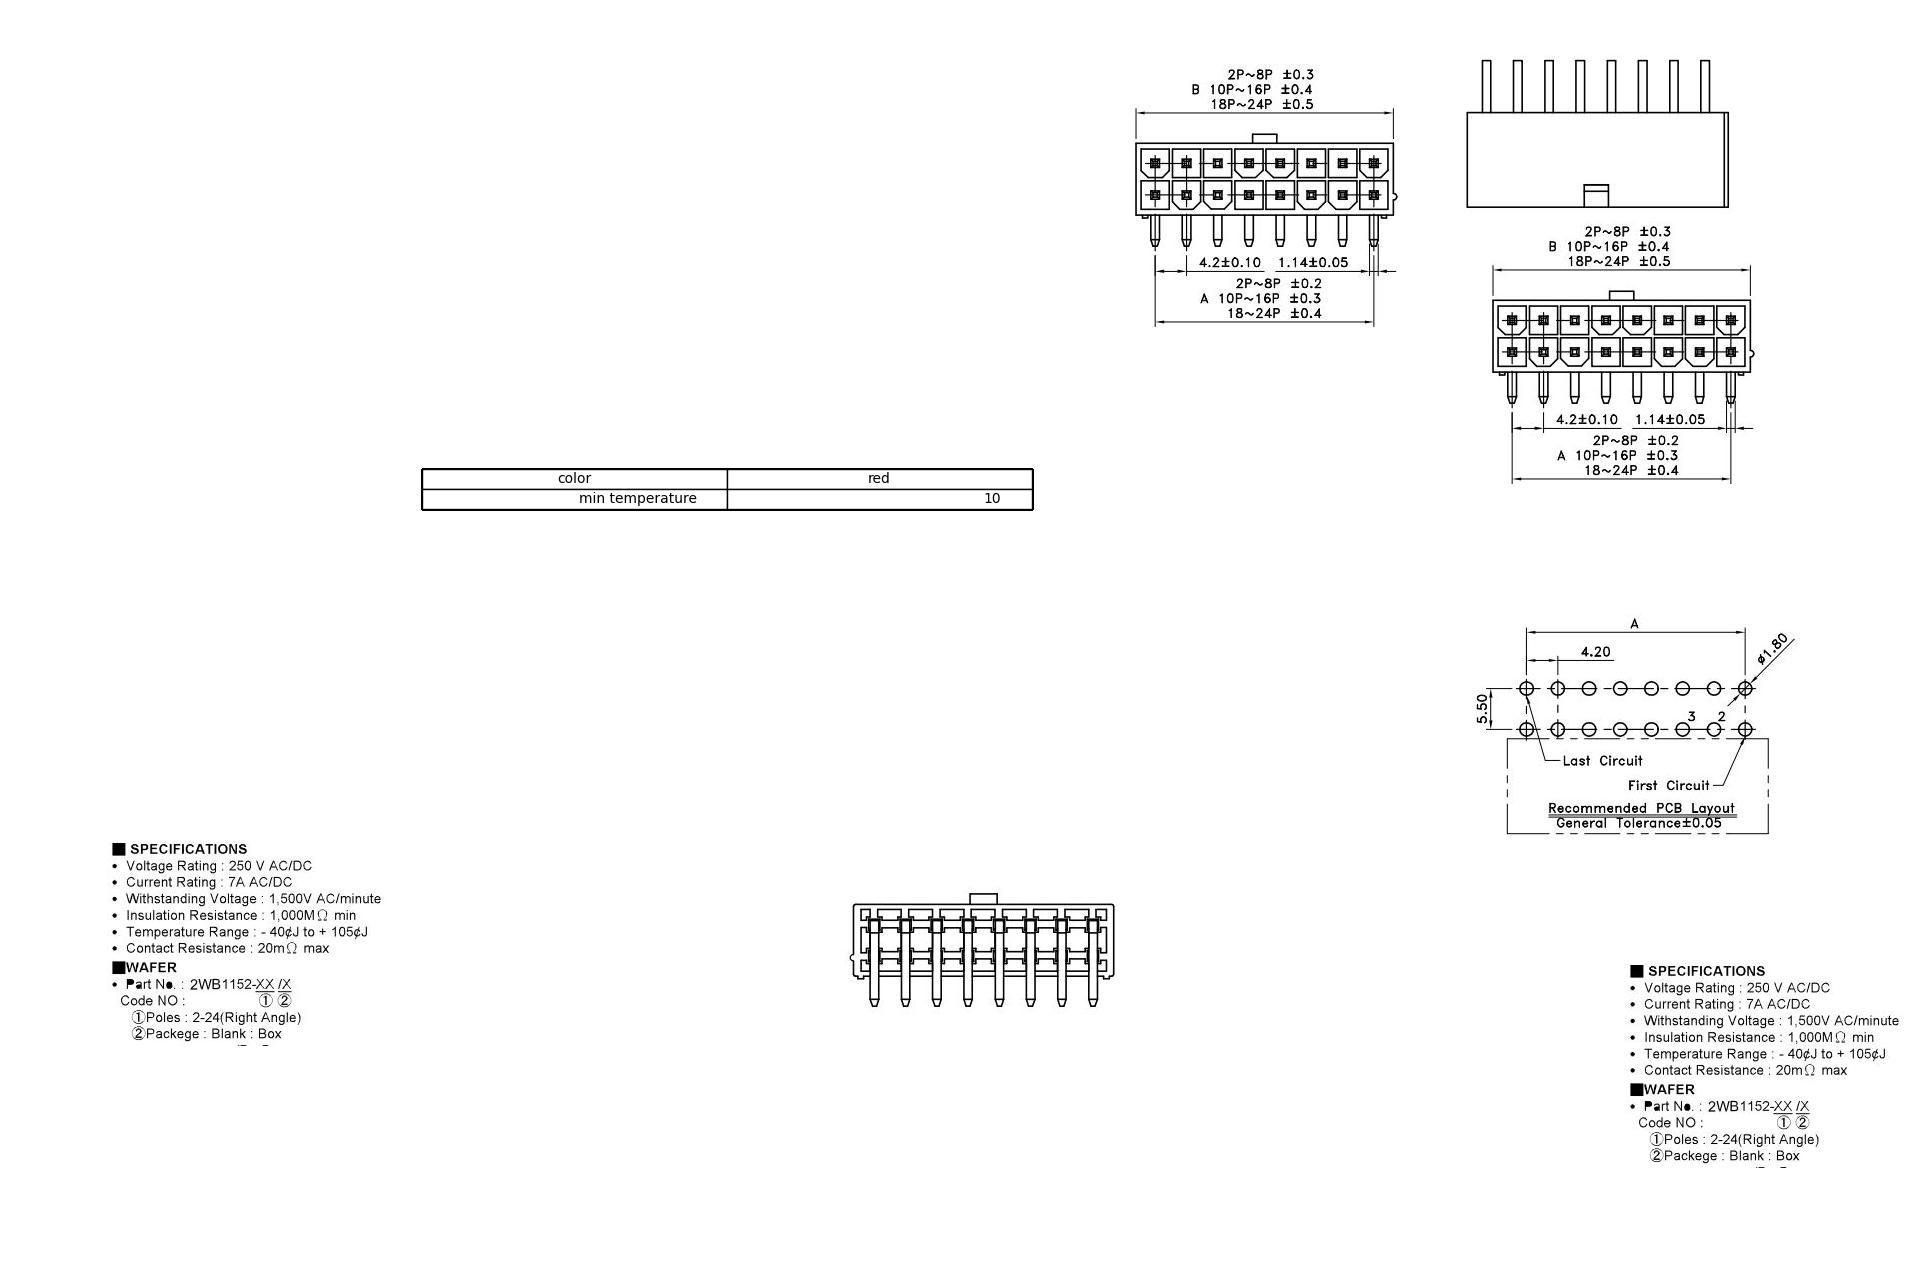 2P~8P ±0.3
B 10P~16P ±0.4
18P~24P ±0.5
4.2±0.10 1.14±0.05
2P~8P ±0.2
A 10P~16P ±0.3
18~24P ±0.4
2P~8P ±0.3
B 10P~16P ±0.4
18P~24P ±0.5
4.2±0.10 1.14±0.05
2P~8P ±0.2
A 10P~16P ±0.3
18~24P ±0.4
color red
min temperature 10
A
4.20
ø1.80
5.50
3 2
Last Circuit
First Circuit
Recommended PCB Layout
General Tolerance±0.05
■ SPECIFICATIONS
• Voltage Rating : 250 V AC/DC
• Current Rating : 7A AC/DC
• Withstanding Voltage : 1,500V AC/minute
• Insulation Resistance : 1,000MΩ min
• Temperature Range : - 40¢J to + 105¢J
• Contact Resistance : 20mΩ max
■WAFER
• Part No. : 2WB1152-XX /X
Code NO : ① ②
①Poles : 2-24(Right Angle)
②Packege : Blank : Box
■ SPECIFICATIONS
• Voltage Rating : 250 V AC/DC
• Current Rating : 7A AC/DC
• Withstanding Voltage : 1,500V AC/minute
• Insulation Resistance : 1,000MΩ min
• Temperature Range : - 40¢J to + 105¢J
• Contact Resistance : 20mΩ max
■WAFER
• Part No. : 2WB1152-XX /X
Code NO : ① ②
①Poles : 2-24(Right Angle)
②Packege : Blank : Box